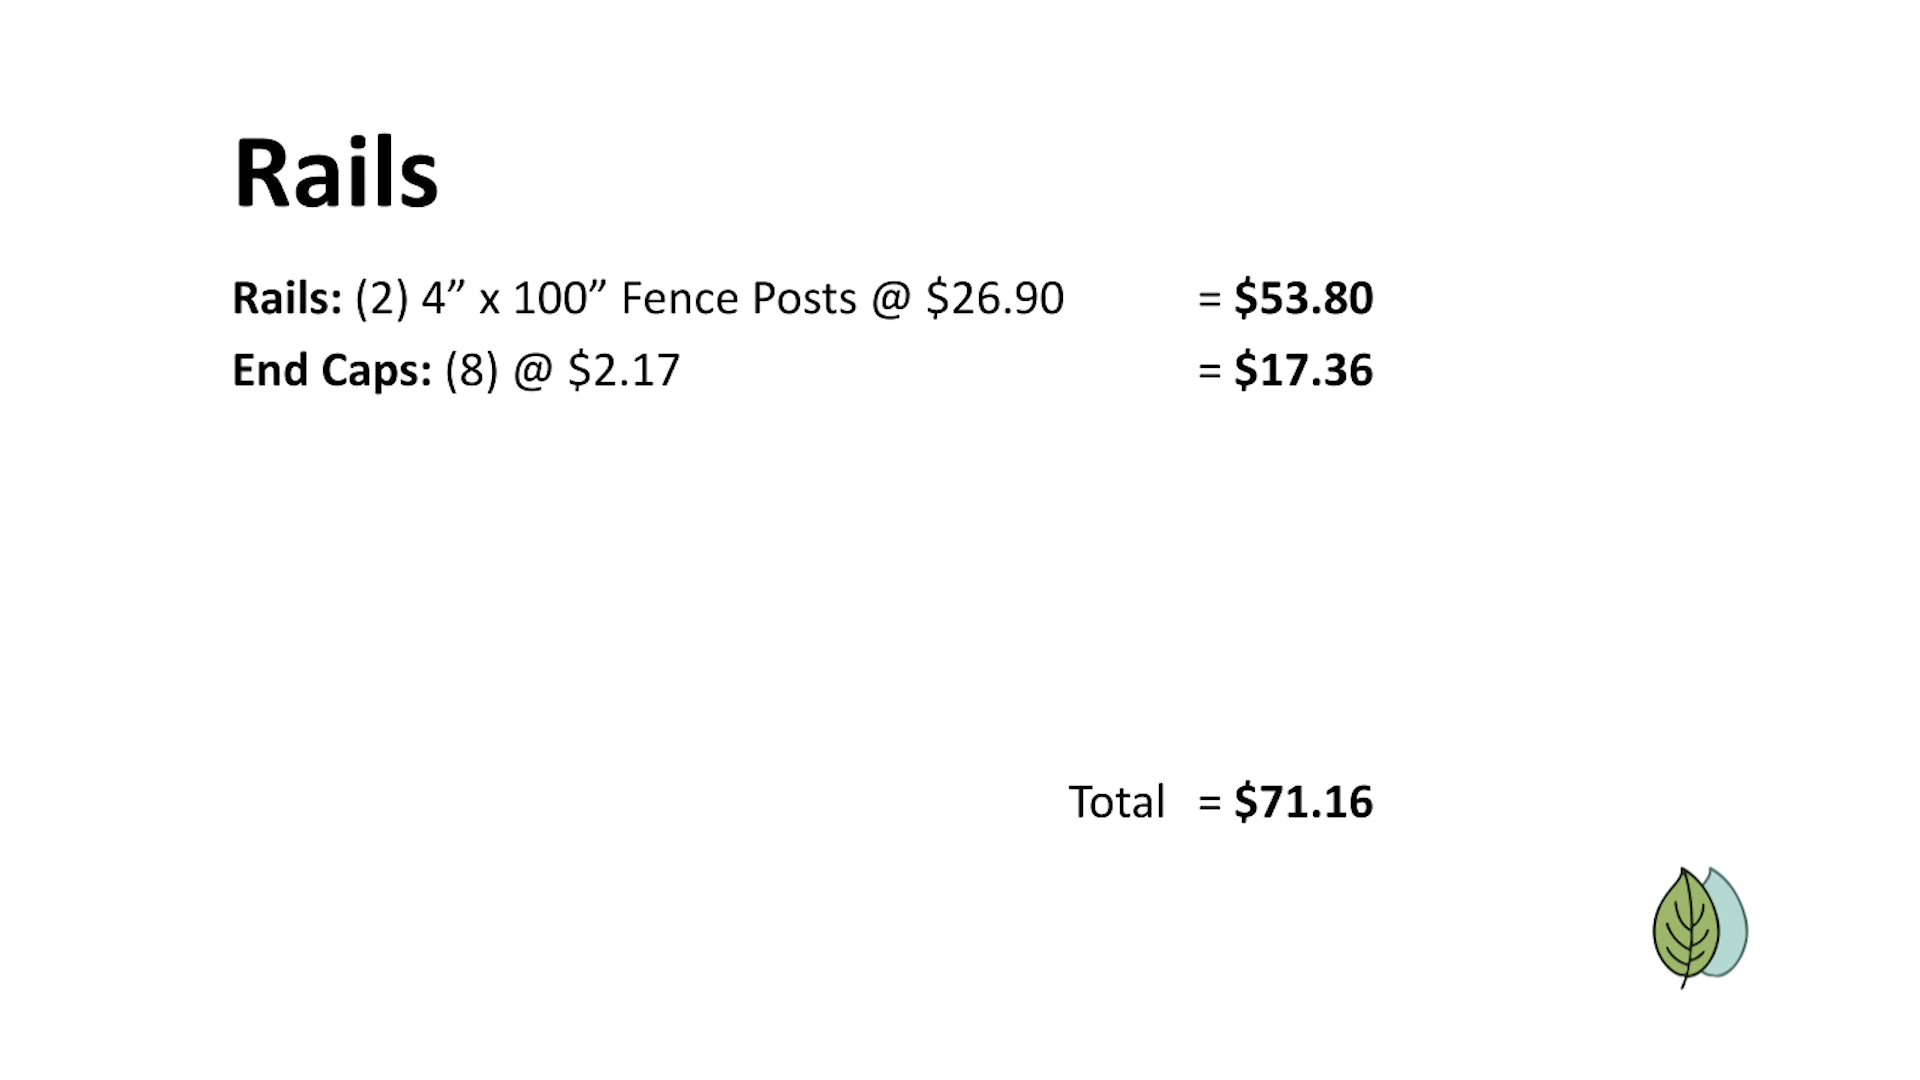 Rails
Rails: (2) 4” x 100” Fence Posts @ $26.90 = $53.80
End Caps: (8) @ $2.17 = $17.36
Total = $71.16